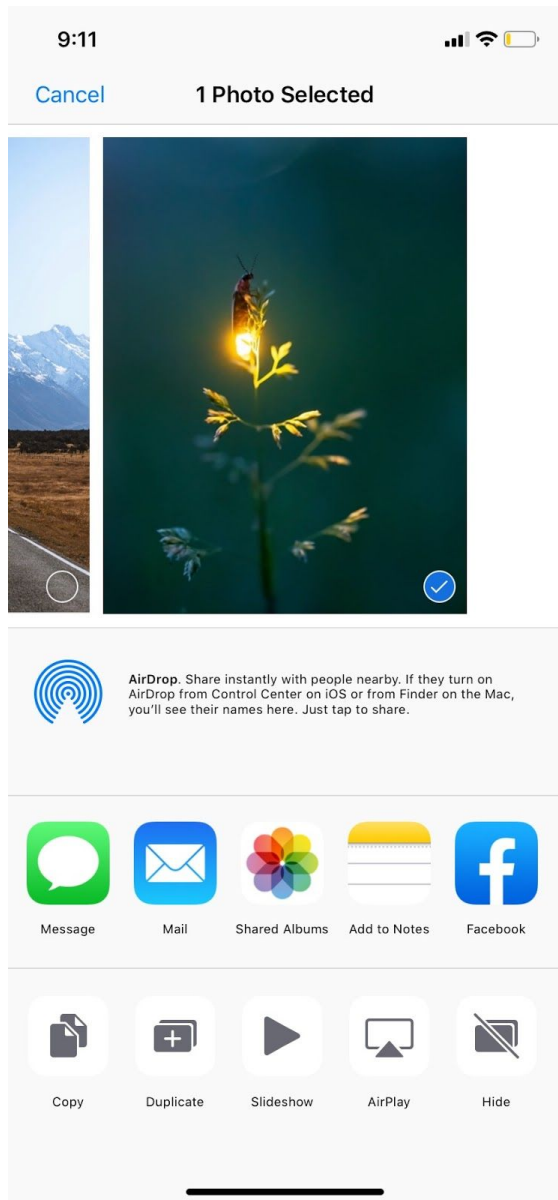 9:11
Cancel
1 Photo Selected
AirDrop. Share instantly with people nearby. If they turn on
AirDrop from Control Center on iOS or from Finder on the Mac,
you'll see their names here. Just tap to share.
Message
Mail
Shared Albums
Add to Notes
Facebook
Copy
Duplicate
Slideshow
AirPlay
Hide